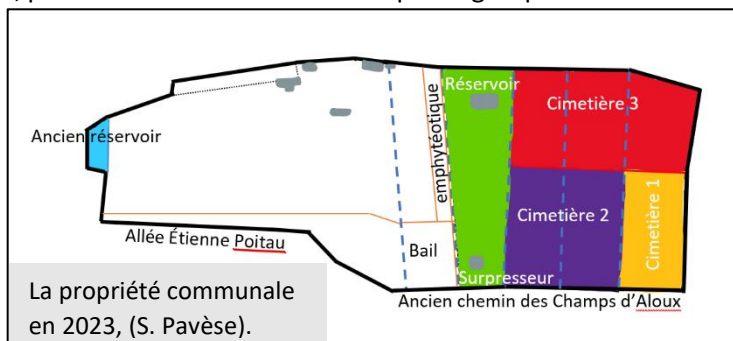 Réservoir
Cimetière 3
Ancien réservoir
emphytéotique
Cimetière 2
Cimetière 1
Allée Étienne Poitau
Bail
Surpresseur
Ancien chemin des Champs d’Aloux
La propriété communale
en 2023, (S. Pavèse).